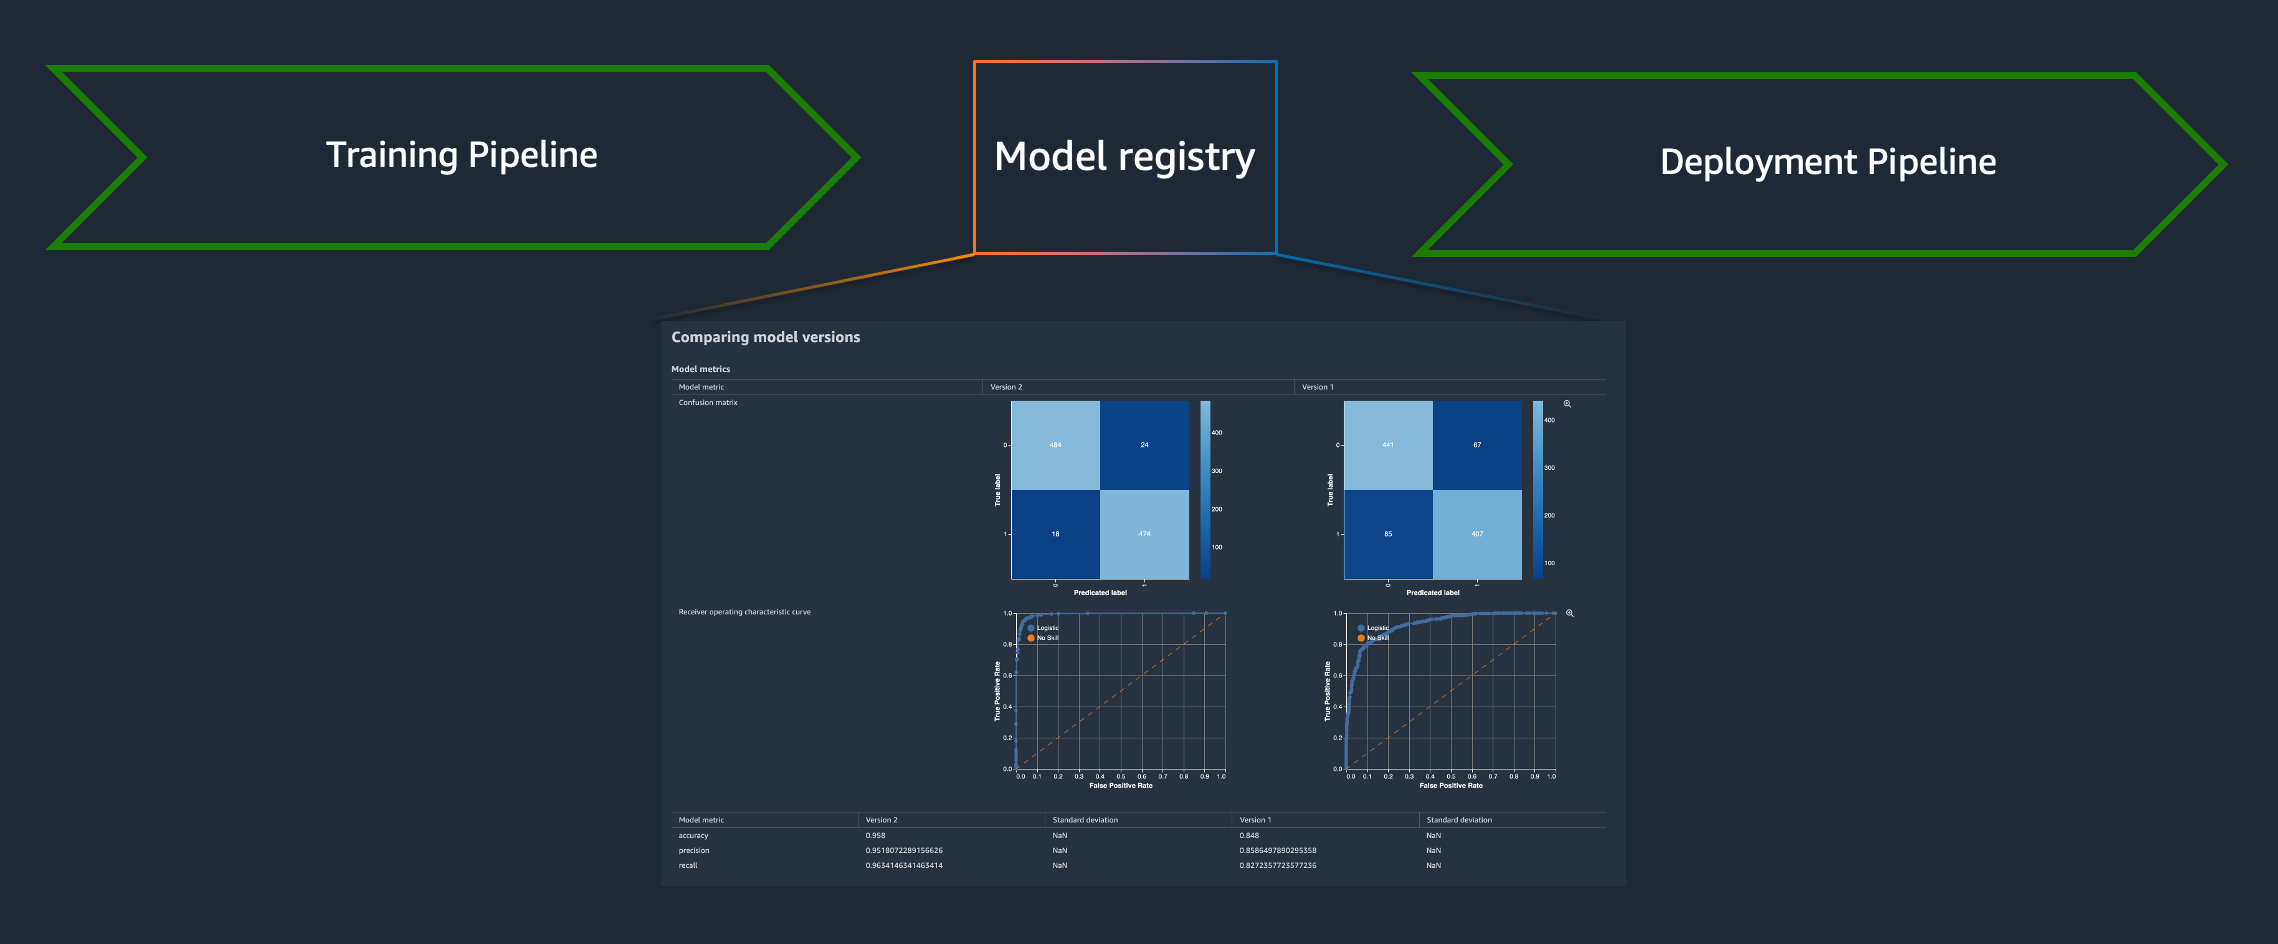 Training Pipeline
Model registry
Deployment Pipeline
Comparing model versions
Model metrics
Model metric Version 2 Version 1
Confusion matrix
True label
0
1
484 24
18 474
0 1
Predicated label
400
300
200
100
True label
0
1
441 67
85 407
0 1
Predicated label
400
300
200
100
Receiver operating characteristic curve
True Positive Rate
1.0
0.8
0.6
0.4
0.2
0.0
Logistic
No Skill
0.0 0.1 0.2 0.3 0.4 0.5 0.6 0.7 0.8 0.9 1.0
False Positive Rate
True Positive Rate
1.0
0.8
0.6
0.4
0.2
0.0
Logistic
No Skill
0.0 0.1 0.2 0.3 0.4 0.5 0.6 0.7 0.8 0.9 1.0
False Positive Rate
Model metric Version 2 Standard deviation Version 1 Standard deviation
accuracy 0.958 NaN 0.848 NaN
precision 0.9518072289156626 NaN 0.8586497890295358 NaN
recall 0.9634146341463414 NaN 0.8272357723577236 NaN